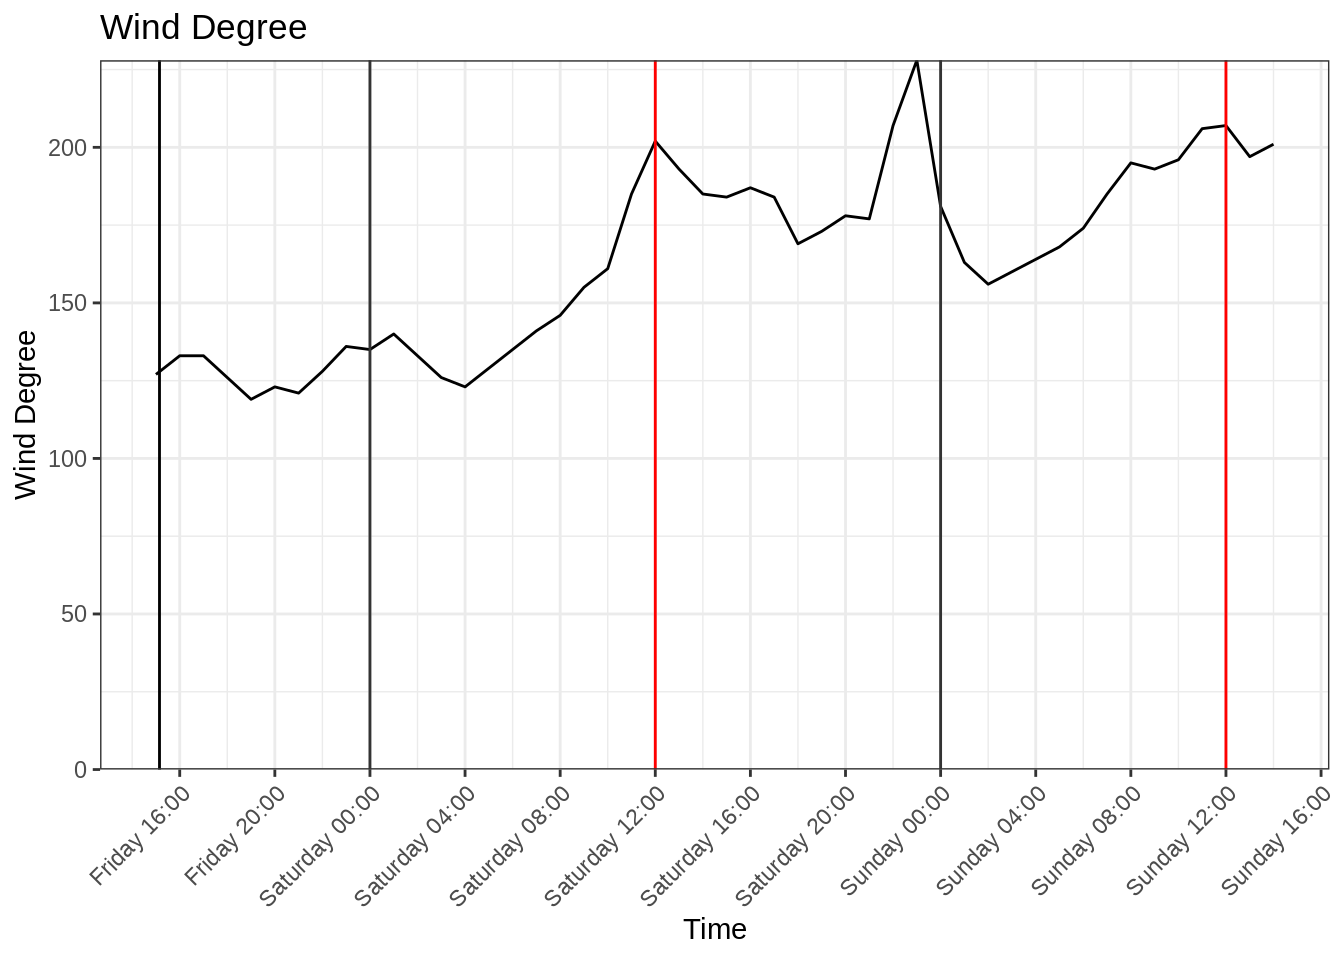 Wind Degree
Wind Degree
200
150
100
50
0
Friday 16:00
Friday 20:00
Saturday 00:00
Saturday 04:00
Saturday 08:00
Saturday 12:00
Saturday 16:00
Saturday 20:00
Sunday 00:00
Sunday 04:00
Sunday 08:00
Sunday 12:00
Sunday 16:00
Time